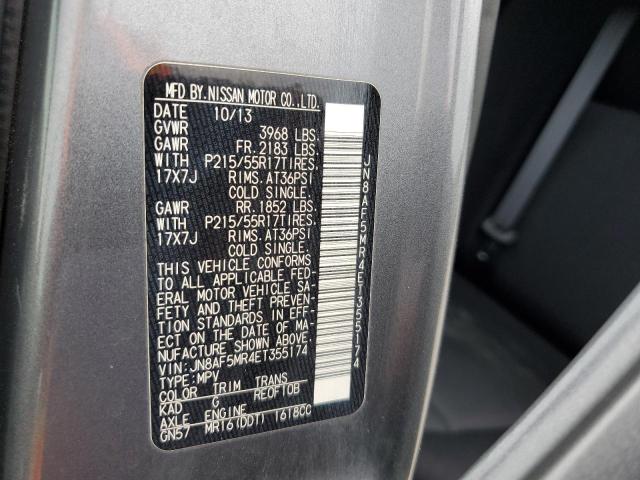 MFD BY.NISSAN MOTOR CO.,LTD.
DATE 10/13
GVWR 3968 LBS.
GAWR FR.2183 LBS.
WITH P215/55R17TIRES.
17X7J RIMS.AT36PSI
COLD SINGLE.
GAWR RR.1852 LBS.
WITH P215/55R17TIRES.
17X7J RIMS.AT36PSI
COLD SINGLE.
THIS VEHICLE CONFORMS
TO ALL APPLICABLE FED-
ERAL MOTOR VEHICLE SA-
FETY AND THEFT PREVEN-
TION STANDARDS IN EFF-
ECT ON THE DATE OF MA-
NUFACTURE SHOWN ABOVE.
VIN:JN8AF5MR4ET355174
TYPE:MPV
COLOR TRIM TRANS
KAD G RE0F10B
AXLE ENGINE
GN57 MR16(DDT) 1618CC
JN8AF5MR4ET355174